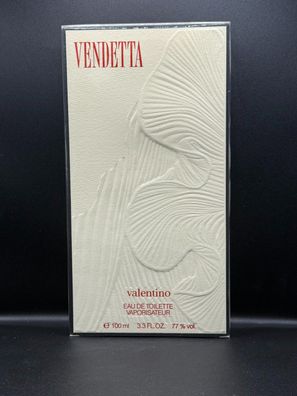 VENDETTA
valentino
EAU DE TOILETTE
VAPORISATEUR
℮ 100 ml 3.3 FL.OZ. 77 % vol.